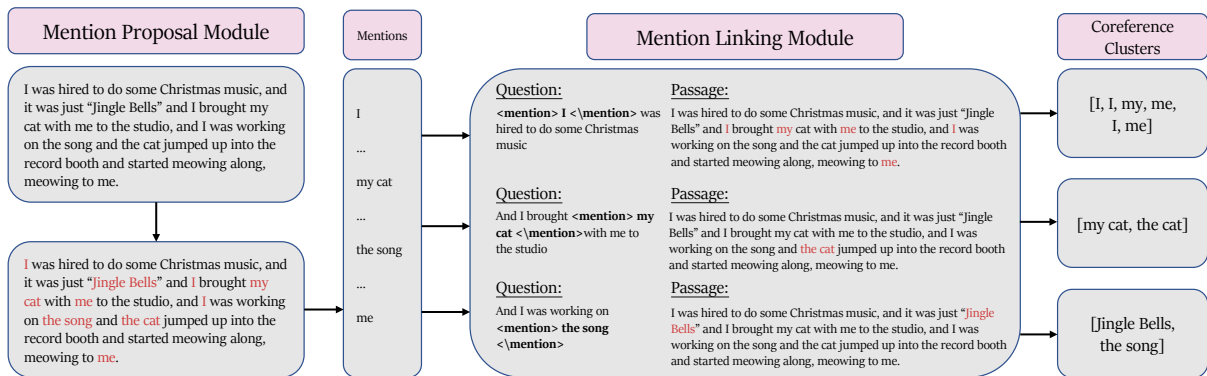 Mention Proposal Module
I was hired to do some Christmas music, and
it was just “Jingle Bells” and I brought my
cat with me to the studio, and I was working
on the song and the cat jumped up into the
record booth and started meowing along,
meowing to me.
I was hired to do some Christmas music, and
it was just “Jingle Bells” and I brought my
cat with me to the studio, and I was working
on the song and the cat jumped up into the
record booth and started meowing along,
meowing to me.
Mentions
I
...
my cat
...
the song
...
me
Mention Linking Module
Question:
<mention> I <\mention> was
hired to do some Christmas
music
Passage:
I was hired to do some Christmas music, and it was just “Jingle
Bells” and I brought my cat with me to the studio, and I was
working on the song and the cat jumped up into the record booth
and started meowing along, meowing to me.
Question:
And I brought <mention> my
cat <\mention>with me to
the studio
Passage:
I was hired to do some Christmas music, and it was just “Jingle
Bells” and I brought my cat with me to the studio, and I was
working on the song and the cat jumped up into the record booth
and started meowing along, meowing to me.
Question:
And I was working on
<mention> the song
<\mention>
Passage:
I was hired to do some Christmas music, and it was just “Jingle
Bells” and I brought my cat with me to the studio, and I was
working on the song and the cat jumped up into the record booth
and started meowing along, meowing to me.
Coreference
Clusters
[I, I, my, me,
I, me]
[my cat, the cat]
[Jingle Bells,
the song]